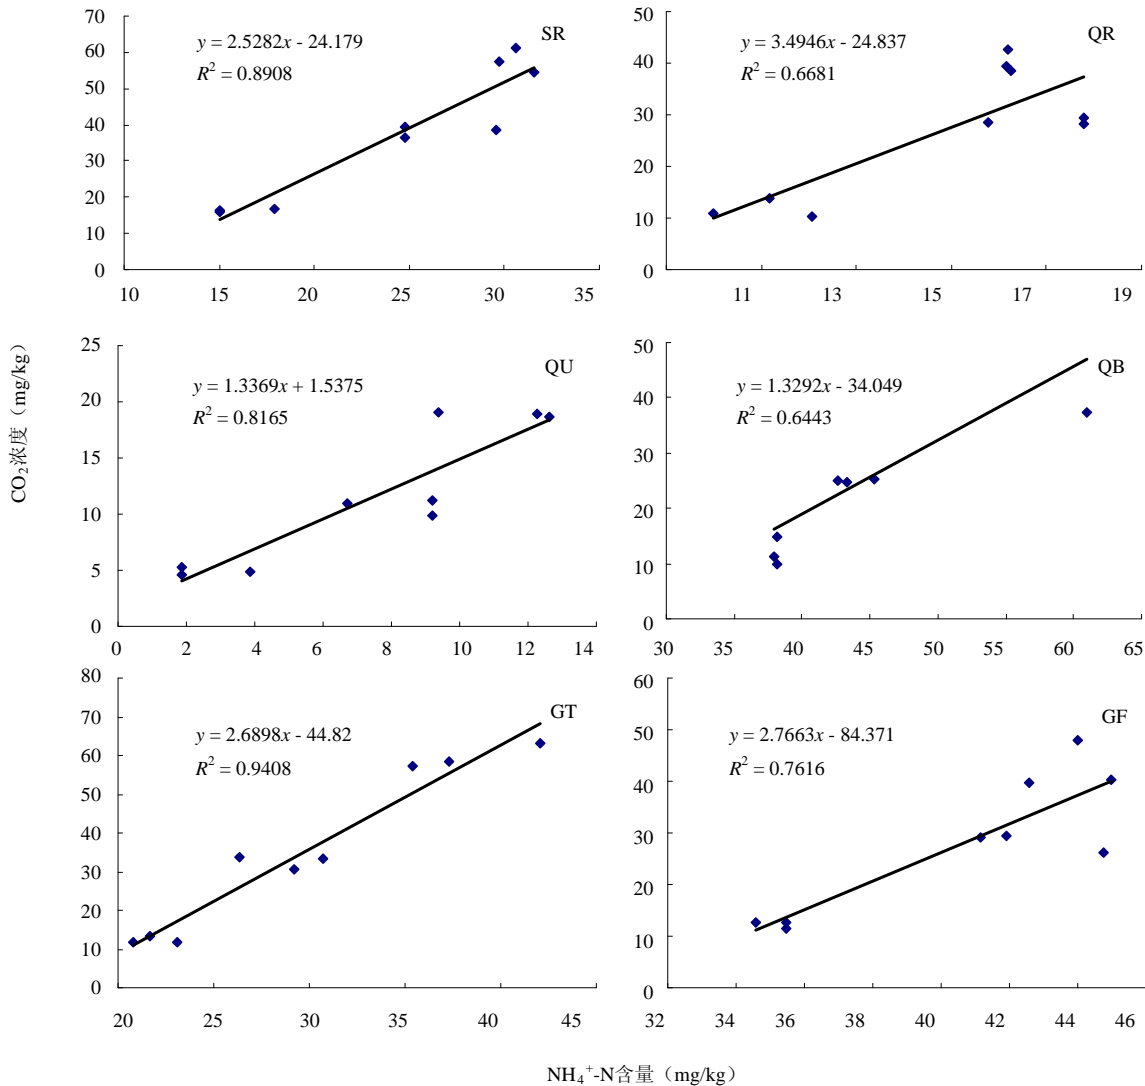 SR
y = 2.5282x - 24.179
R² = 0.8908
70
60
50
40
30
20
10
0
10 15 20 25 30 35
QR
y = 3.4946x - 24.837
R² = 0.6681
50
40
30
20
10
0
11 13 15 17 19
QU
y = 1.3369x + 1.5375
R² = 0.8165
25
20
15
10
5
0
0 2 4 6 8 10 12 14
QB
y = 1.3292x - 34.049
R² = 0.6443
50
40
30
20
10
0
30 35 40 45 50 55 60 65
GT
y = 2.6898x - 44.82
R² = 0.9408
80
70
60
50
40
30
20
10
0
20 25 30 35 40 45
GF
y = 2.7663x - 84.371
R² = 0.7616
60
50
40
30
20
10
0
32 34 36 38 40 42 44 46
CO₂浓度（mg/kg）
NH₄⁺-N含量（mg/kg）